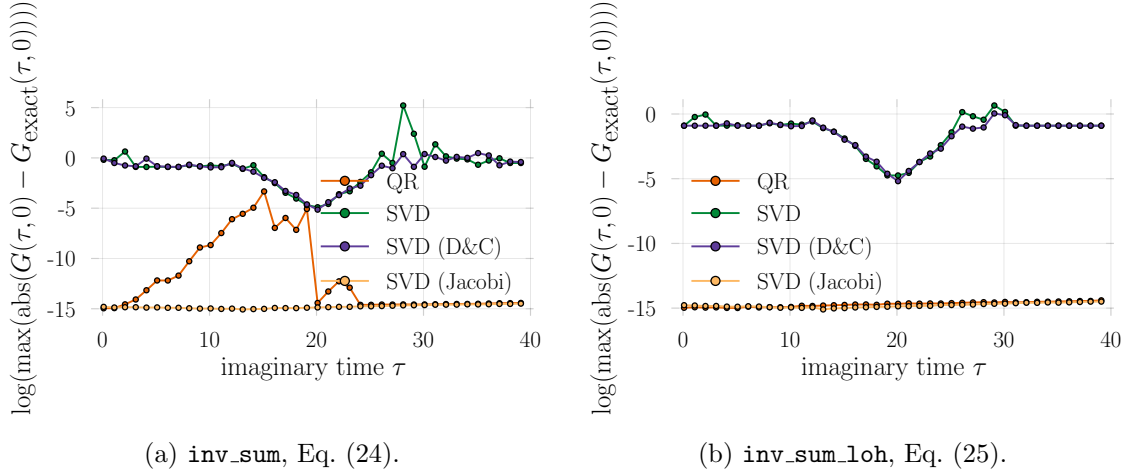 log(max(abs(G(τ, 0) − G_exact(τ, 0))))
5
0
-5
-10
-15
QR
SVD
SVD (D&C)
SVD (Jacobi)
0 10 20 30 40
imaginary time τ
(a) inv_sum, Eq. (24).
log(max(abs(G(τ, 0) − G_exact(τ, 0))))
0
-5
-10
-15
QR
SVD
SVD (D&C)
SVD (Jacobi)
0 10 20 30 40
imaginary time τ
(b) inv_sum_loh, Eq. (25).